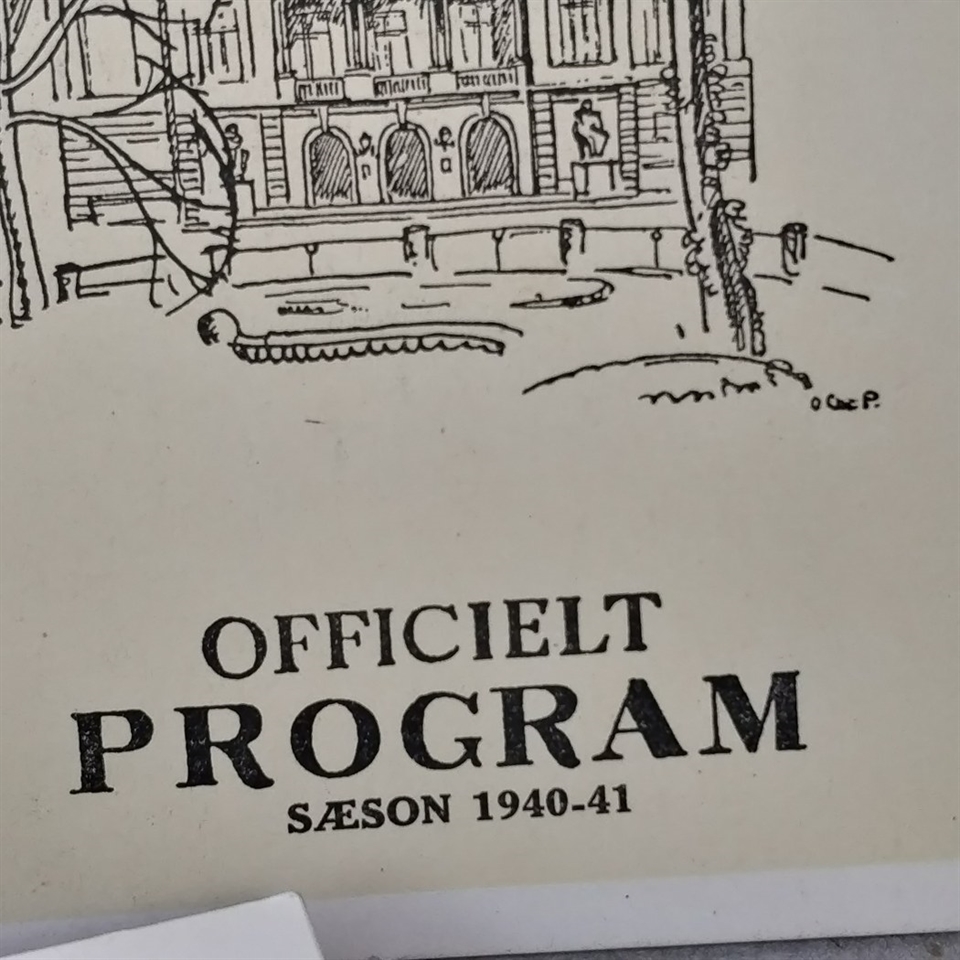 OFFICIELT
PROGRAM
SÆSON 1940-41